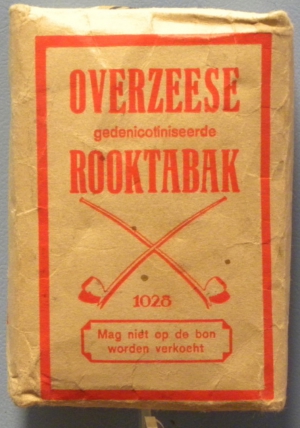 OVERZEESE
gedenicotiniseerde
ROOKTABAK
1028
Mag niet op de bon
worden verkocht